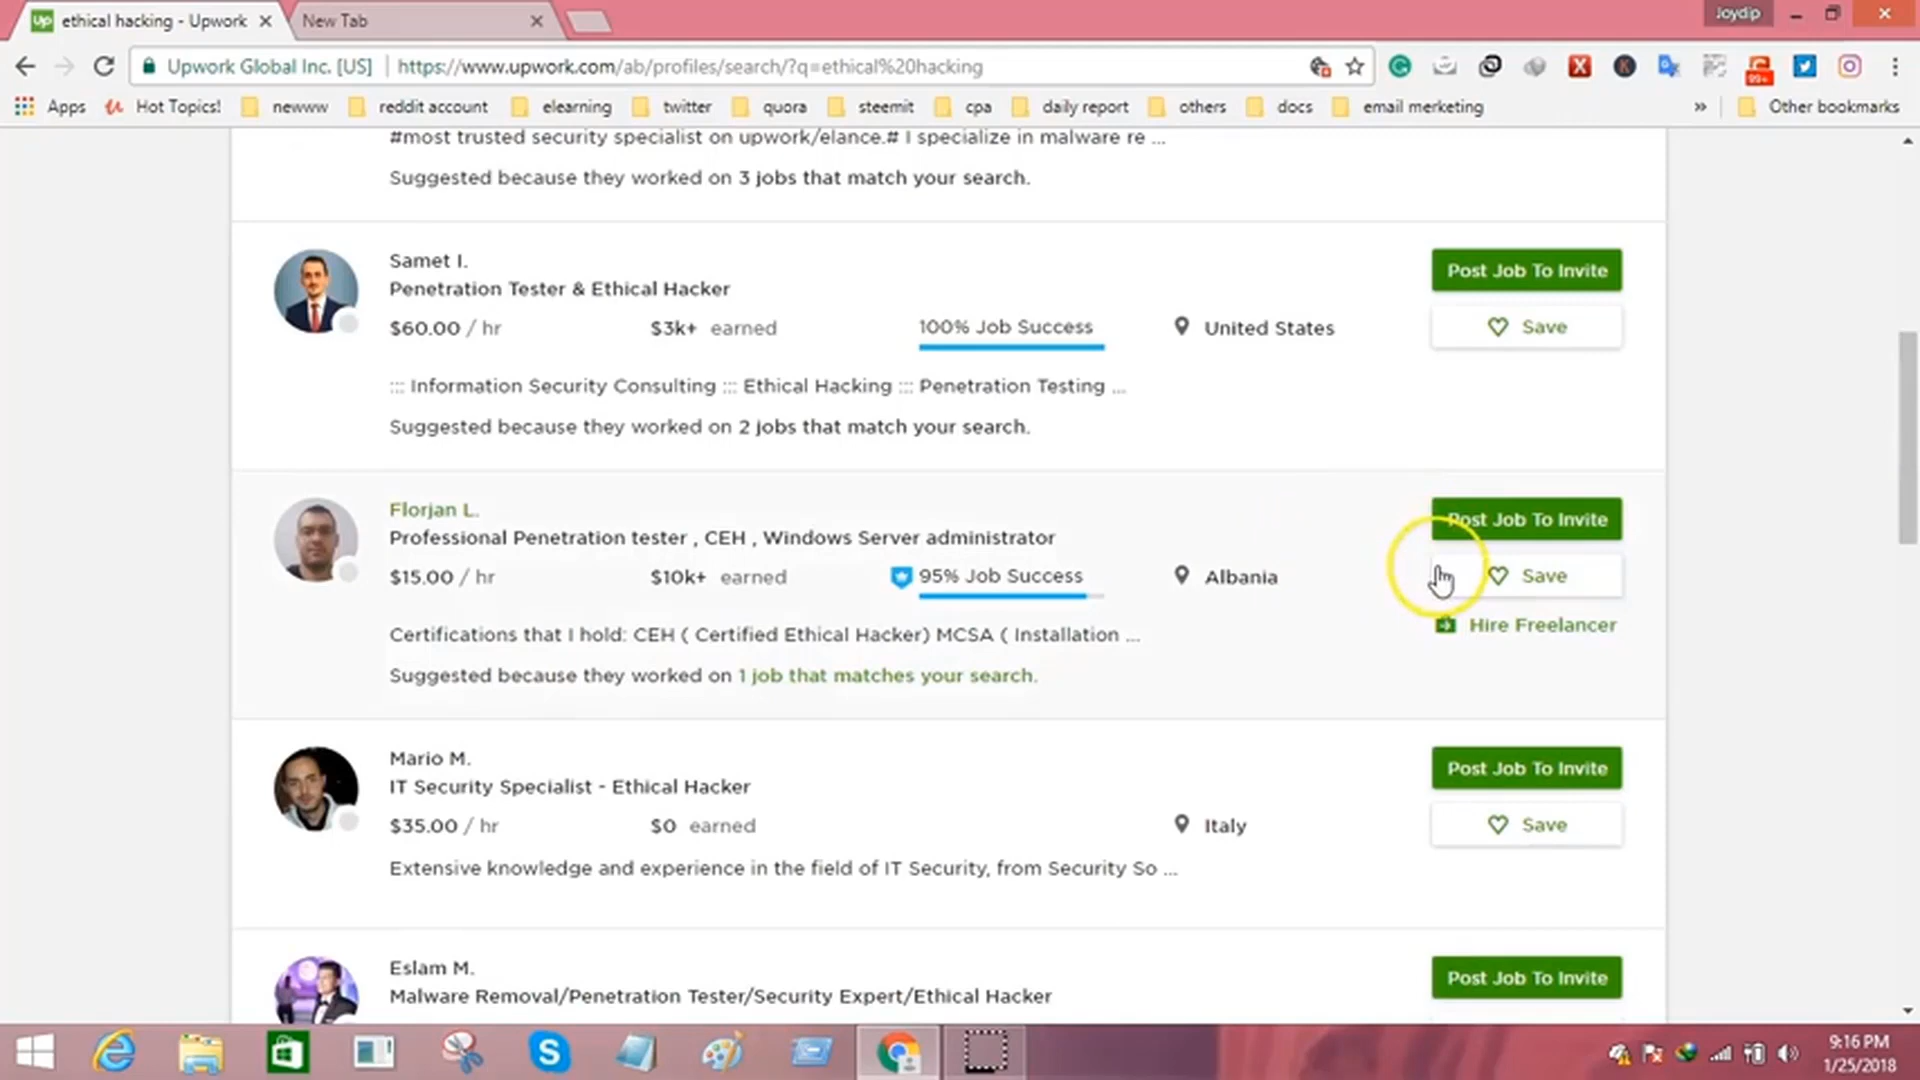 ethical hacking - Upwork
New Tab
Joydip
Upwork Global Inc. [US]
https://www.upwork.com/ab/profiles/search/?q=ethical%20hacking
99+
Apps
Hot Topics!
newww
reddit account
elearning
twitter
quora
steemit
cpa
daily report
others
docs
email merketing
»
Other bookmarks
#most trusted security specialist on upwork/elance.# I specialize in malware re ...
Suggested because they worked on 3 jobs that match your search.
Samet I.
Post Job To Invite
Penetration Tester & Ethical Hacker
$60.00 / hr
$3k+ earned
100% Job Success
United States
Save
::: Information Security Consulting ::: Ethical Hacking ::: Penetration Testing ...
Suggested because they worked on 2 jobs that match your search.
Florjan L.
Post Job To Invite
Professional Penetration tester , CEH , Windows Server administrator
$15.00 / hr
$10k+ earned
95% Job Success
Albania
Save
Hire Freelancer
Certifications that I hold: CEH ( Certified Ethical Hacker) MCSA ( Installation ...
Suggested because they worked on 1 job that matches your search.
Mario M.
Post Job To Invite
IT Security Specialist - Ethical Hacker
$35.00 / hr
$0 earned
Italy
Save
Extensive knowledge and experience in the field of IT Security, from Security So ...
Eslam M.
Post Job To Invite
Malware Removal/Penetration Tester/Security Expert/Ethical Hacker
9:16 PM
1/25/2018